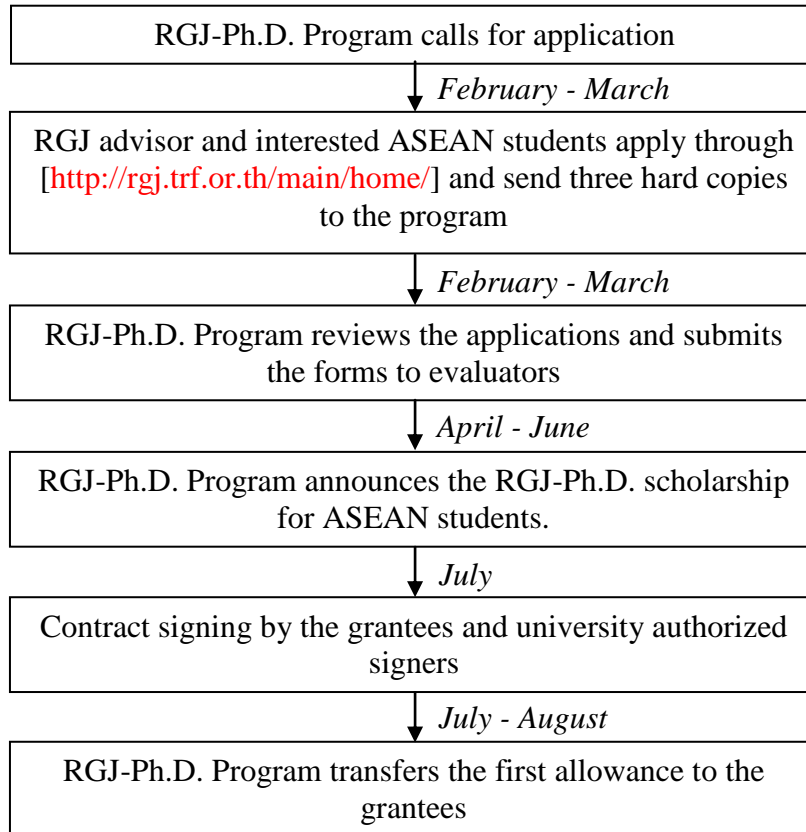 RGJ-Ph.D. Program calls for application
February - March
RGJ advisor and interested ASEAN students apply through
[http://rgj.trf.or.th/main/home/] and send three hard copies
to the program
February - March
RGJ-Ph.D. Program reviews the applications and submits
the forms to evaluators
April - June
RGJ-Ph.D. Program announces the RGJ-Ph.D. scholarship
for ASEAN students.
July
Contract signing by the grantees and university authorized
signers
July - August
RGJ-Ph.D. Program transfers the first allowance to the
grantees